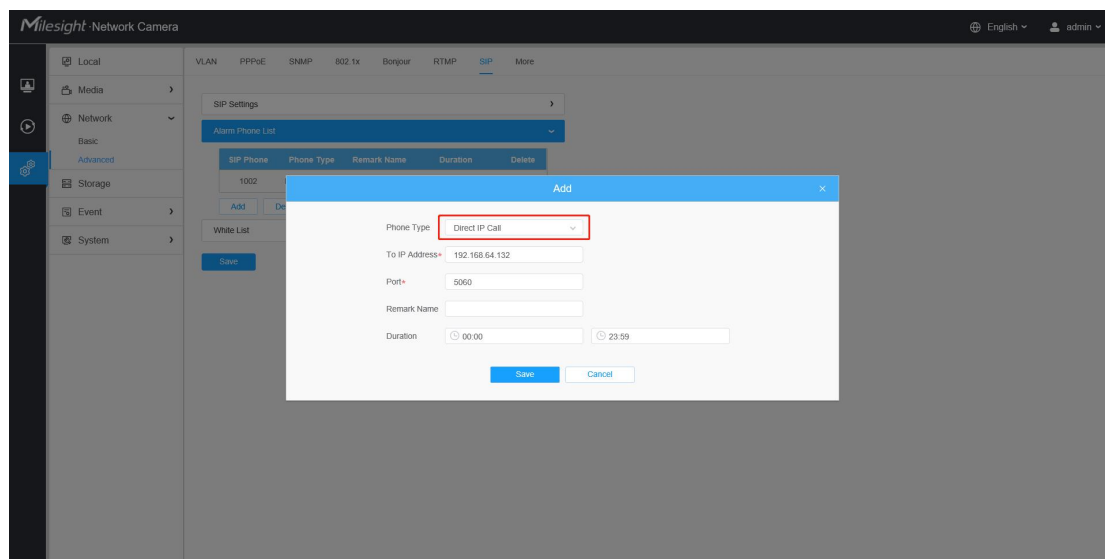 Milesight ·Network Camera
English
admin
Local
Media
Network
Basic
Advanced
Storage
Event
System
VLAN PPPoE SNMP 802.1x Bonjour RTMP SIP More
SIP Settings
Alarm Phone List
SIP Phone Phone Type Remark Name Duration Delete
1002
Add
White List
Save
Add
Phone Type Direct IP Call
To IP Address* 192.168.64.132
Port* 5060
Remark Name
Duration 00:00 23:59
Save Cancel